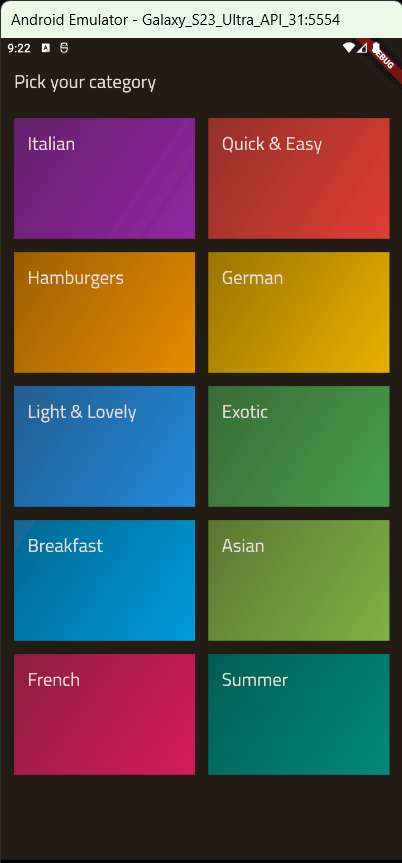 Android Emulator - Galaxy_S23_Ultra_API_31:5554
9:22 A
DEBUG
Pick your category
Italian Quick & Easy
Hamburgers German
Light & Lovely Exotic
Breakfast Asian
French Summer